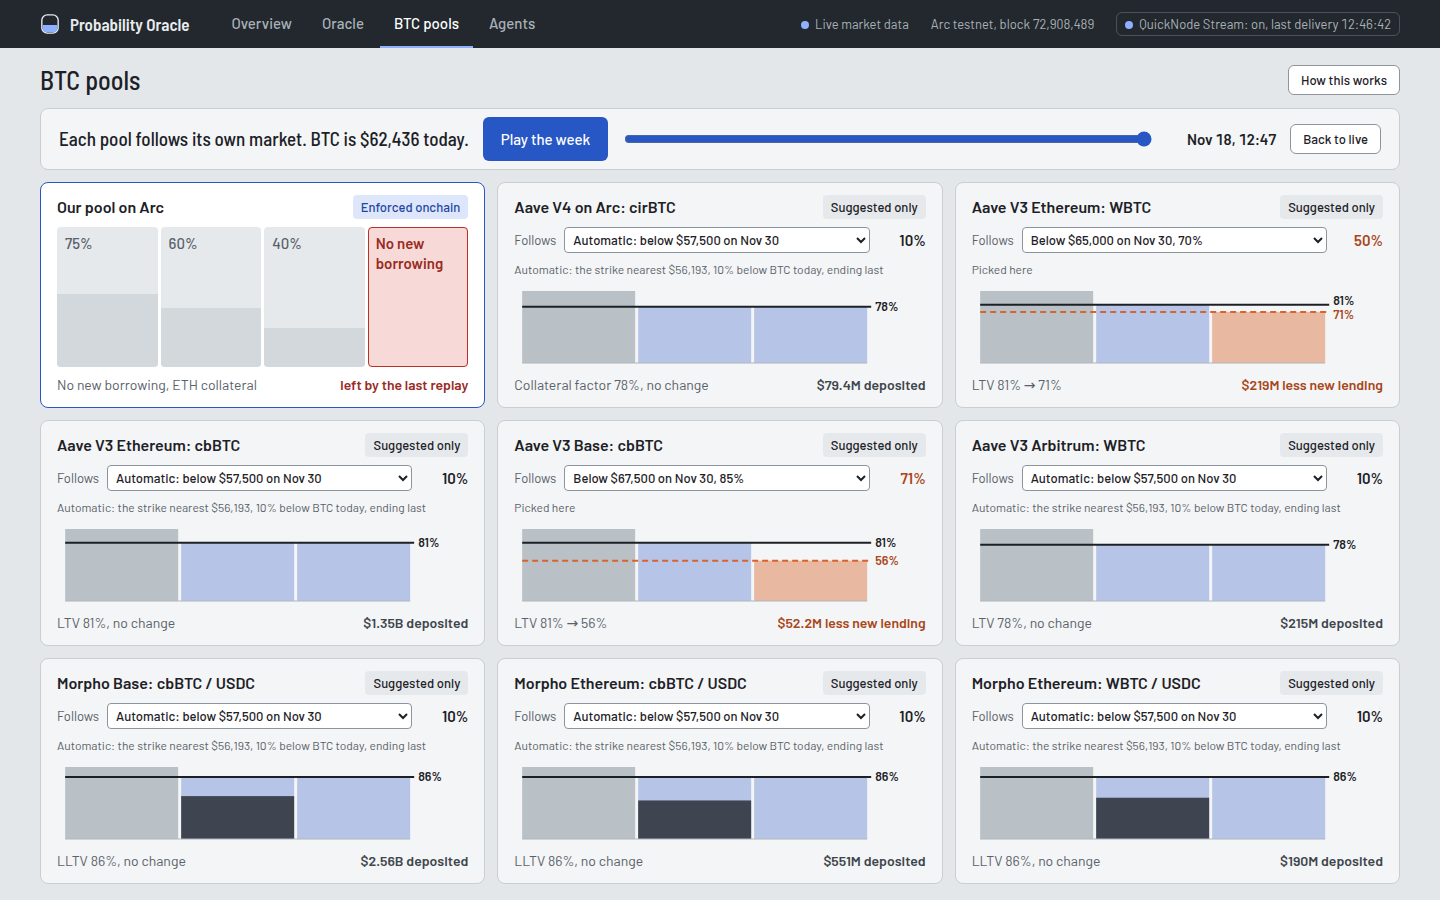 Probability Oracle Overview Oracle BTC pools Agents Live market data Arc testnet, block 72,908,489 QuickNode Stream: on, last delivery 12:46:42
BTC pools How this works
Each pool follows its own market. BTC is $62,436 today. Play the week Nov 18, 12:47 Back to live
Our pool on Arc Enforced onchain
75% 60% 40% No new
borrowing
No new borrowing, ETH collateral left by the last replay
Aave V4 on Arc: cirBTC Suggested only
Follows Automatic: below $57,500 on Nov 30 10%
Automatic: the strike nearest $56,193, 10% below BTC today, ending last
78%
Collateral factor 78%, no change $79.4M deposited
Aave V3 Ethereum: WBTC Suggested only
Follows Below $65,000 on Nov 30, 70% 50%
Picked here
81%
71%
LTV 81% → 71% $219M less new lending
Aave V3 Ethereum: cbBTC Suggested only
Follows Automatic: below $57,500 on Nov 30 10%
Automatic: the strike nearest $56,193, 10% below BTC today, ending last
81%
LTV 81%, no change $1.35B deposited
Aave V3 Base: cbBTC Suggested only
Follows Below $67,500 on Nov 30, 85% 71%
Picked here
81%
56%
LTV 81% → 56% $52.2M less new lending
Aave V3 Arbitrum: WBTC Suggested only
Follows Automatic: below $57,500 on Nov 30 10%
Automatic: the strike nearest $56,193, 10% below BTC today, ending last
78%
LTV 78%, no change $215M deposited
Morpho Base: cbBTC / USDC Suggested only
Follows Automatic: below $57,500 on Nov 30 10%
Automatic: the strike nearest $56,193, 10% below BTC today, ending last
86%
LLTV 86%, no change $2.56B deposited
Morpho Ethereum: cbBTC / USDC Suggested only
Follows Automatic: below $57,500 on Nov 30 10%
Automatic: the strike nearest $56,193, 10% below BTC today, ending last
86%
LLTV 86%, no change $551M deposited
Morpho Ethereum: WBTC / USDC Suggested only
Follows Automatic: below $57,500 on Nov 30 10%
Automatic: the strike nearest $56,193, 10% below BTC today, ending last
86%
LLTV 86%, no change $190M deposited